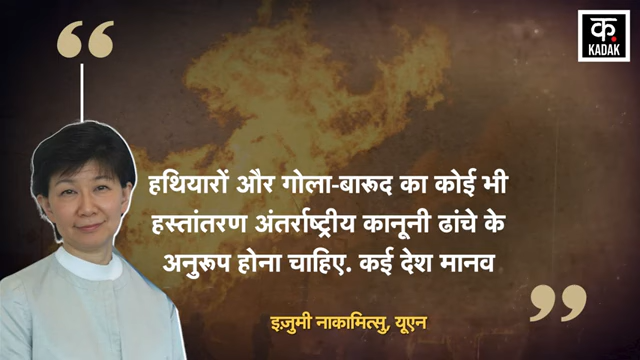 क
KADAK
हथियारों और गोला-बारूद का कोई भी
हस्तांतरण अंतर्राष्ट्रीय कानूनी ढांचे के
अनुरूप होना चाहिए. कई देश मानव
इज़ुमी नाकामित्सु, यूएन